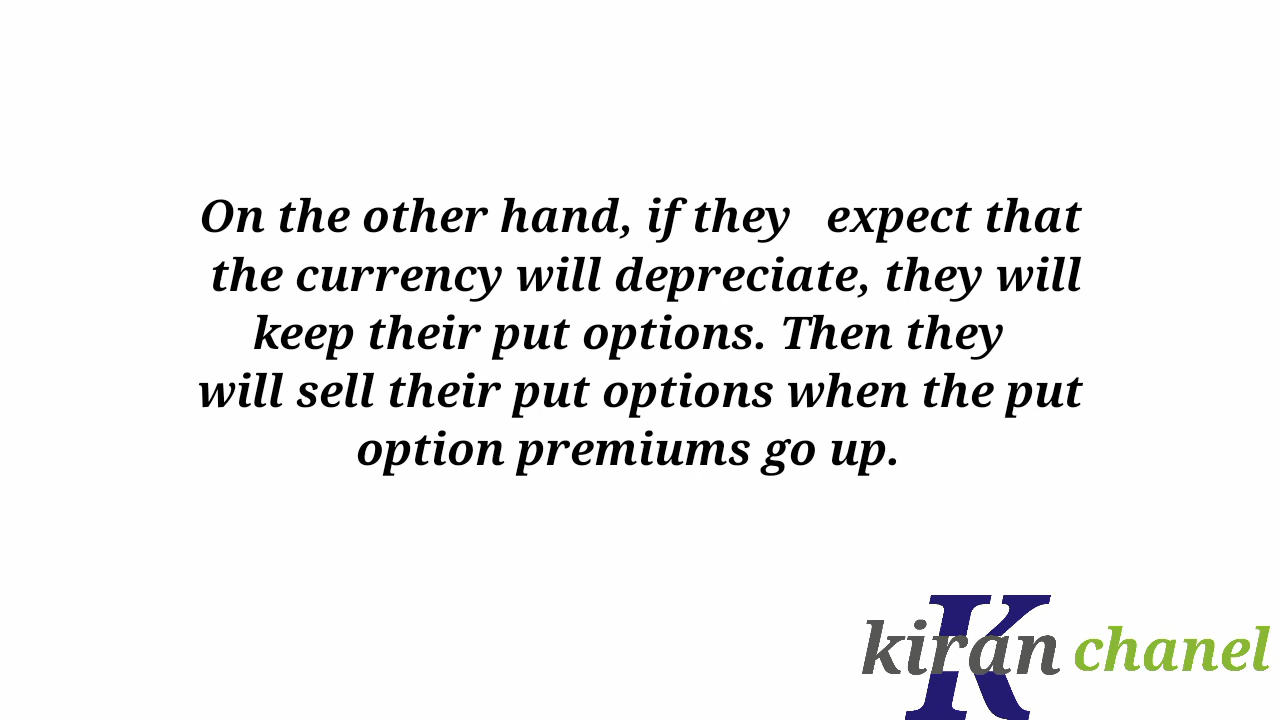 On the other hand, if they expect that
the currency will depreciate, they will
keep their put options. Then they
will sell their put options when the put
option premiums go up.
K
kiran chanel